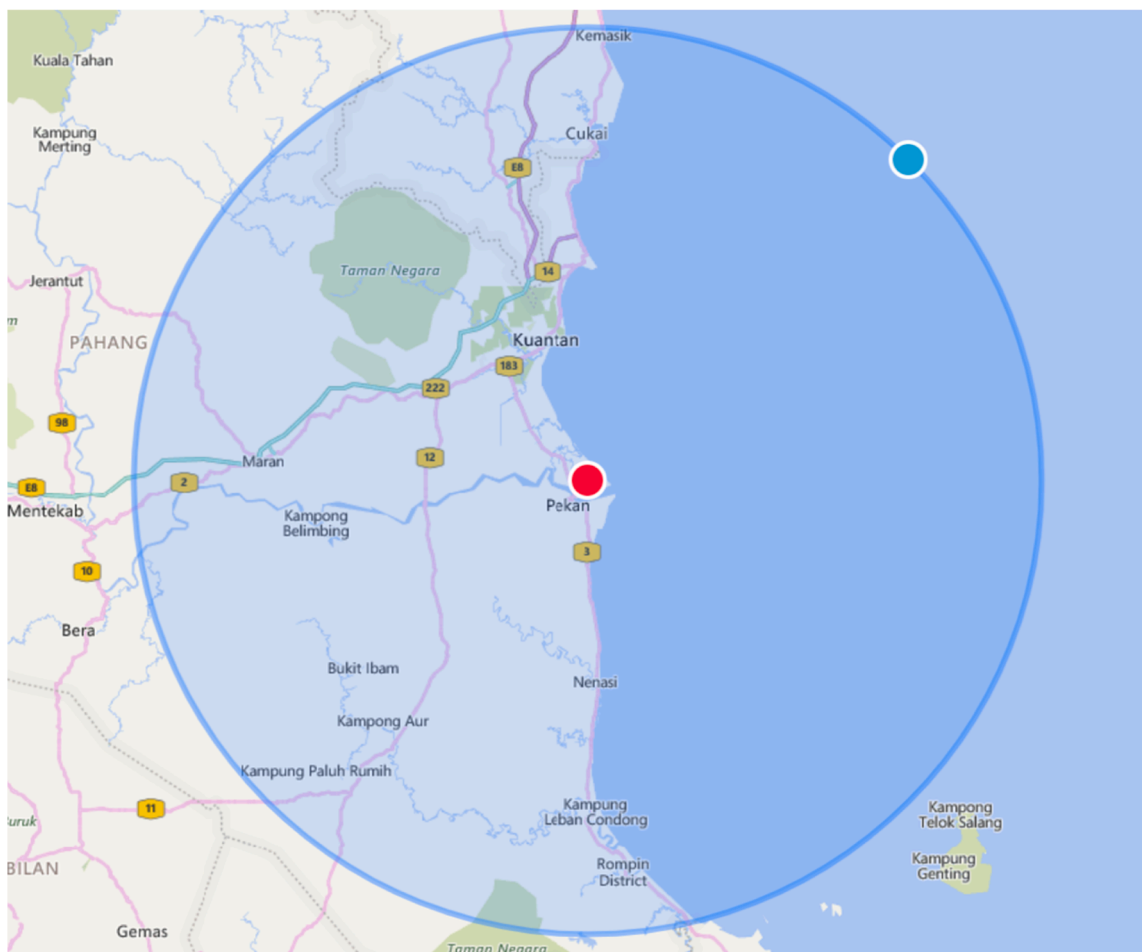 Kemasik
Kuala Tahan
Kampung
Merting
Cukai
E8
Taman Negara
14
Jerantut
PAHANG
Kuantan
183
222
98
12
Maran
2
E8
Mentekab
Pekan
Kampong
Belimbing
3
10
Bera
Bukit Ibam
Nenasi
Kampong Aur
Kampung Paluh Rumih
11
Kampung
Leban Condong
Kampong
Telok Salang
Kampung
Genting
BILAN
Rompin
District
Gemas
Taman Negara